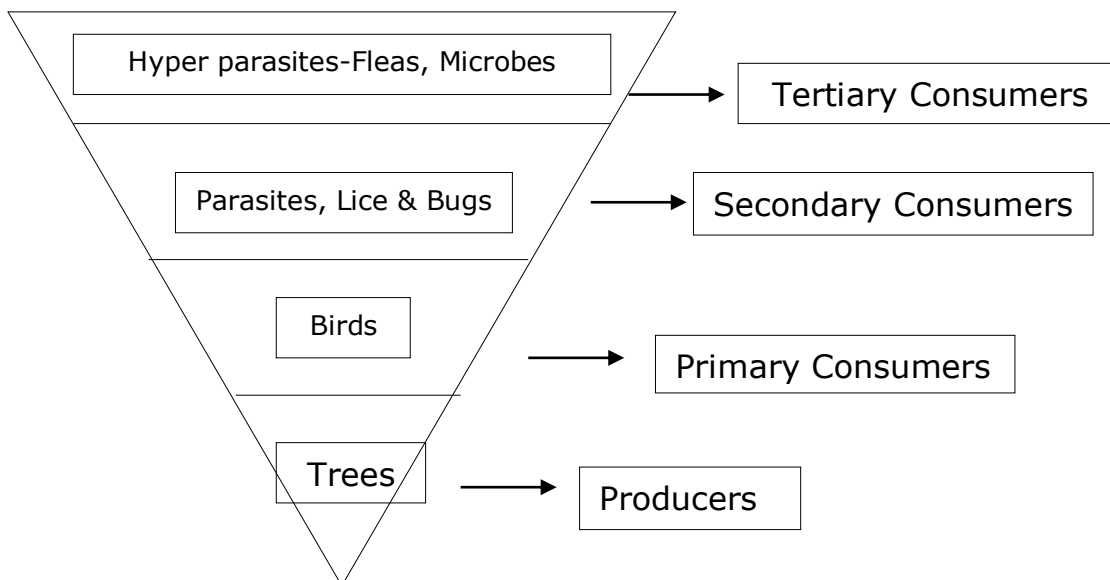 Hyper parasites-Fleas, Microbes
Tertiary Consumers
Parasites, Lice & Bugs
Secondary Consumers
Birds
Primary Consumers
Trees
Producers